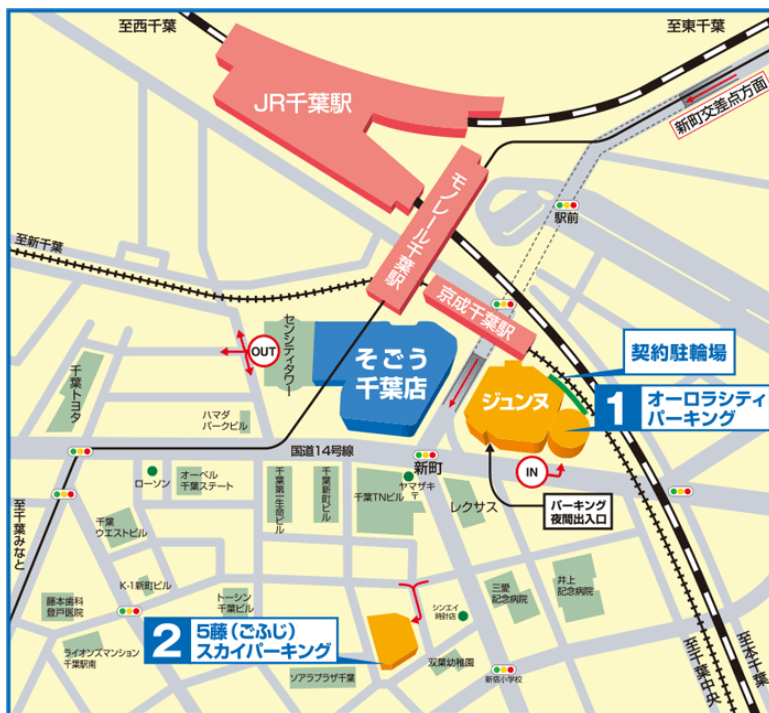 至西千葉
至東千葉
JR千葉駅
新町交差点方面
モノレール千葉駅
駅前
至新千葉
京成千葉駅
センシティタワー
OUT
そごう
千葉店
契約駐輪場
千葉トヨタ
ジュンヌ
1
オーロラシティ
パーキング
ハマダ
パークビル
国道14号線
新町
IN
ローソン
オーベル
千葉ステート
千葉第一生命ビル
千葉新町ビル
千葉TNビル
ヤマザキ
〒
レクサス
パーキング
夜間出入口
至千葉みなと
千葉
ウエストビル
K-1新町ビル
藤本歯科
登戸医院
トーシン
千葉ビル
シンエイ
時計店
三愛
記念病院
井上
記念病院
2
5藤(ごふじ)
スカイパーキング
ライオンズマンション
千葉駅南
ソアラプラザ千葉
双葉幼稚園
新宿小学校
至千葉中央
至本千葉